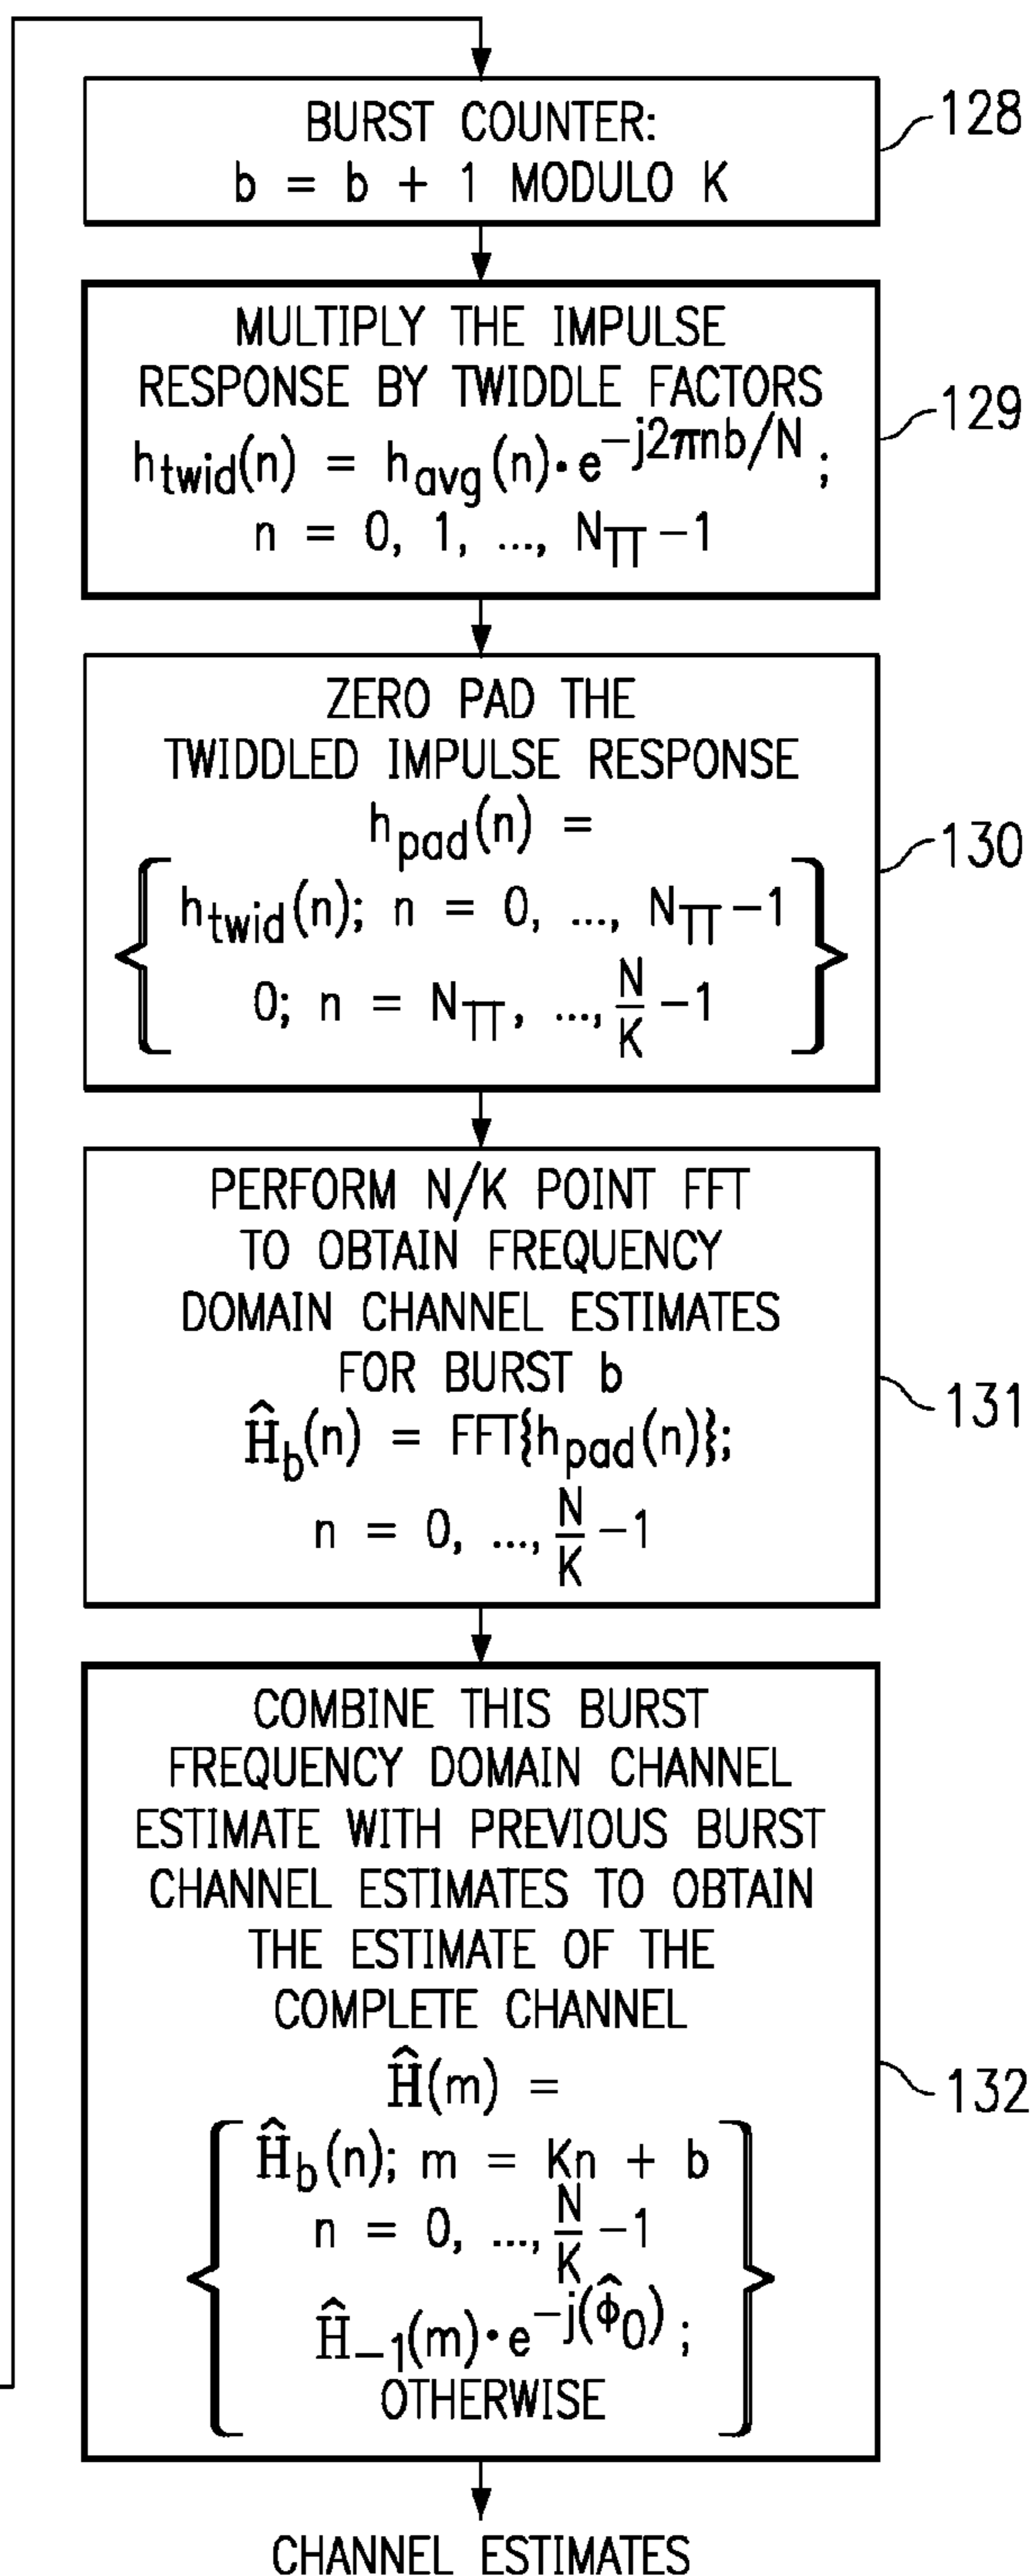 BURST COUNTER:
b = b + 1 MODULO K
128
MULTIPLY THE IMPULSE
RESPONSE BY TWIDDLE FACTORS
h_twid(n) = h_avg(n)·e^-j2πnb/N ;
n = 0, 1, ..., N_TT -1
129
ZERO PAD THE
TWIDDLED IMPULSE RESPONSE
h_pad(n) =
h_twid(n); n = 0, ..., N_TT -1
0; n = N_TT, ..., N/K -1
130
PERFORM N/K POINT FFT
TO OBTAIN FREQUENCY
DOMAIN CHANNEL ESTIMATES
FOR BURST b
Ĥ_b(n) = FFT{h_pad(n)};
n = 0, ..., N/K -1
131
COMBINE THIS BURST
FREQUENCY DOMAIN CHANNEL
ESTIMATE WITH PREVIOUS BURST
CHANNEL ESTIMATES TO OBTAIN
THE ESTIMATE OF THE
COMPLETE CHANNEL
Ĥ(m) =
Ĥ_b(n); m = Kn + b
n = 0, ..., N/K -1
Ĥ_-1(m)·e^-j(ϕ̂_0) ;
OTHERWISE
132
CHANNEL ESTIMATES